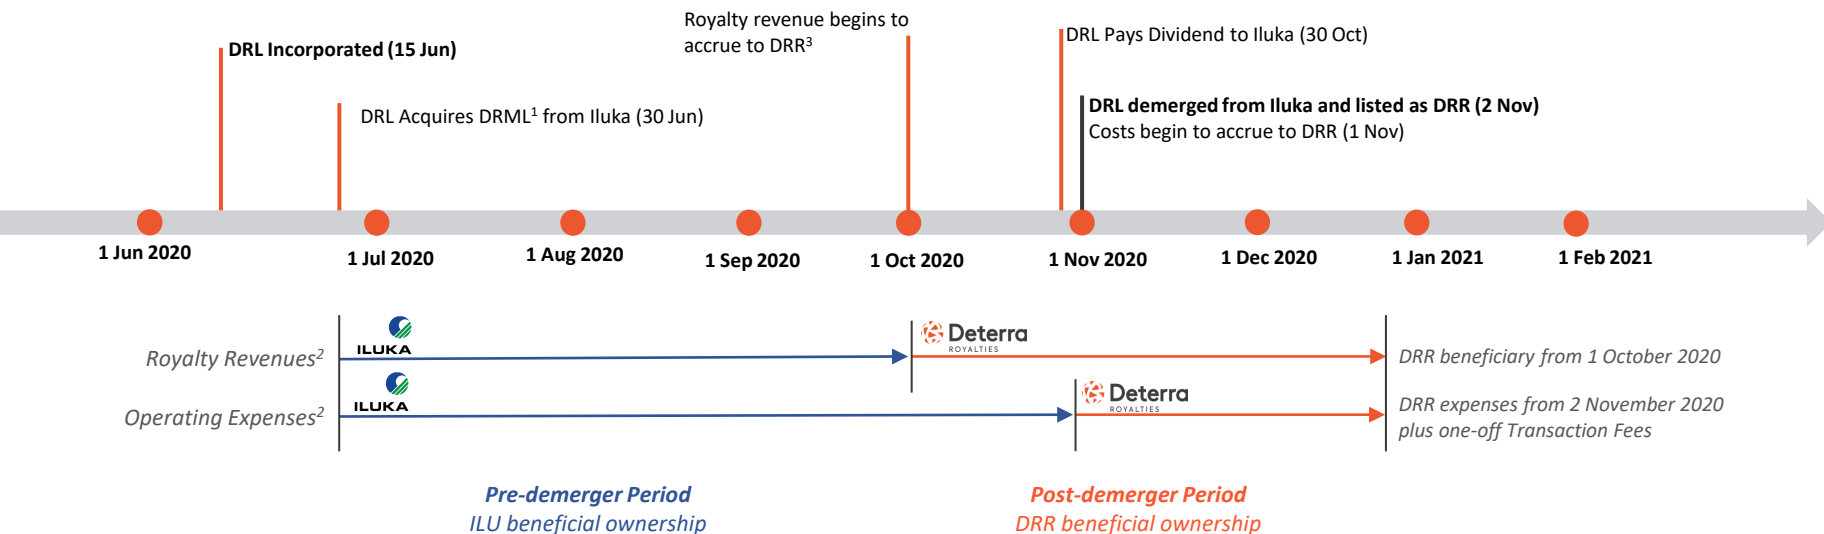 Royalty revenue begins to
accrue to DRR³
DRL Incorporated (15 Jun)
DRL Pays Dividend to Iluka (30 Oct)
DRL Acquires DRML¹ from Iluka (30 Jun)
DRL demerged from Iluka and listed as DRR (2 Nov)
Costs begin to accrue to DRR (1 Nov)
1 Jun 2020
1 Jul 2020
1 Aug 2020
1 Sep 2020
1 Oct 2020
1 Nov 2020
1 Dec 2020
1 Jan 2021
1 Feb 2021
Royalty Revenues²
ILUKA
Deterra
ROYALTIES
DRR beneficiary from 1 October 2020
Operating Expenses²
ILUKA
Deterra
ROYALTIES
DRR expenses from 2 November 2020
plus one-off Transaction Fees
Pre-demerger Period
ILU beneficial ownership
Post-demerger Period
DRR beneficial ownership